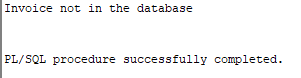 Invoice not in the database
PL/SQL procedure successfully completed.